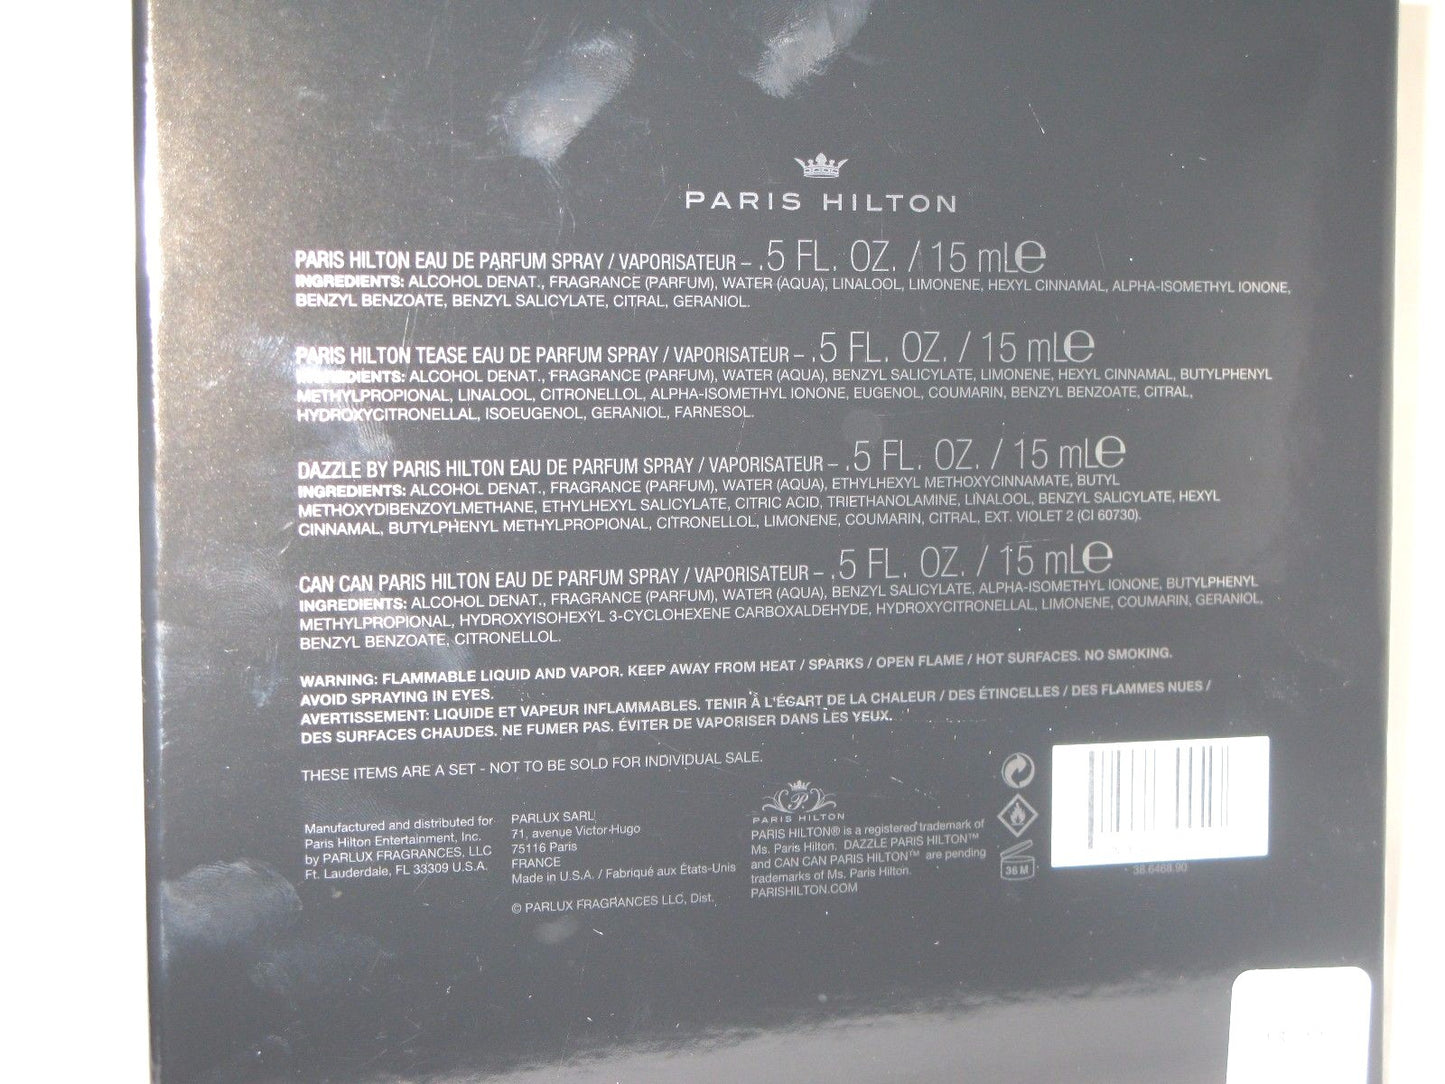 PARIS HILTON
PARIS HILTON EAU DE PARFUM SPRAY / VAPORISATEUR – .5 FL. OZ. / 15 mL℮
INGREDIENTS: ALCOHOL DENAT., FRAGRANCE (PARFUM), WATER (AQUA), LINALOOL, LIMONENE, HEXYL CINNAMAL, ALPHA-ISOMETHYL IONONE,
BENZYL BENZOATE, BENZYL SALICYLATE, CITRAL, GERANIOL.
PARIS HILTON TEASE EAU DE PARFUM SPRAY / VAPORISATEUR – .5 FL. OZ. / 15 mL℮
INGREDIENTS: ALCOHOL DENAT., FRAGRANCE (PARFUM), WATER (AQUA), BENZYL SALICYLATE, LIMONENE, HEXYL CINNAMAL, BUTYLPHENYL
METHYLPROPIONAL, LINALOOL, CITRONELLOL, ALPHA-ISOMETHYL IONONE, EUGENOL, COUMARIN, BENZYL BENZOATE, CITRAL,
HYDROXYCITRONELLAL, ISOEUGENOL, GERANIOL, FARNESOL.
DAZZLE BY PARIS HILTON EAU DE PARFUM SPRAY / VAPORISATEUR – .5 FL. OZ. / 15 mL℮
INGREDIENTS: ALCOHOL DENAT., FRAGRANCE (PARFUM), WATER (AQUA), ETHYLHEXYL METHOXYCINNAMATE, BUTYL
METHOXYDIBENZOYLMETHANE, ETHYLHEXYL SALICYLATE, CITRIC ACID, TRIETHANOLAMINE, LINALOOL, BENZYL SALICYLATE, HEXYL
CINNAMAL, BUTYLPHENYL METHYLPROPIONAL, CITRONELLOL, LIMONENE, COUMARIN, CITRAL, EXT. VIOLET 2 (CI 60730).
CAN CAN PARIS HILTON EAU DE PARFUM SPRAY / VAPORISATEUR – .5 FL. OZ. / 15 mL℮
INGREDIENTS: ALCOHOL DENAT., FRAGRANCE (PARFUM), WATER (AQUA), BENZYL SALICYLATE, ALPHA-ISOMETHYL IONONE, BUTYLPHENYL
METHYLPROPIONAL, HYDROXYISOHEXYL 3-CYCLOHEXENE CARBOXALDEHYDE, HYDROXYCITRONELLAL, LIMONENE, COUMARIN, GERANIOL,
BENZYL BENZOATE, CITRONELLOL.
WARNING: FLAMMABLE LIQUID AND VAPOR. KEEP AWAY FROM HEAT / SPARKS / OPEN FLAME / HOT SURFACES. NO SMOKING.
AVOID SPRAYING IN EYES.
AVERTISSEMENT: LIQUIDE ET VAPEUR INFLAMMABLES. TENIR À L'ÉGART DE LA CHALEUR / DES ÉTINCELLES / DES FLAMMES NUES /
DES SURFACES CHAUDES. NE FUMER PAS. ÉVITER DE VAPORISER DANS LES YEUX.
THESE ITEMS ARE A SET - NOT TO BE SOLD FOR INDIVIDUAL SALE.
Manufactured and distributed for
Paris Hilton Entertainment, Inc.
by PARLUX FRAGRANCES, LLC
Ft. Lauderdale, FL 33309 U.S.A.
PARLUX SARL
71, avenue Victor-Hugo
75116 Paris
FRANCE
Made in U.S.A. / Fabriqué aux États-Unis
© PARLUX FRAGRANCES LLC, Dist.
P.
PARIS HILTON
PARIS HILTON® is a registered trademark of
Ms. Paris Hilton. DAZZLE PARIS HILTON™
and CAN CAN PARIS HILTON™ are pending
trademarks of Ms. Paris Hilton.
PARISHILTON.COM
36 M
38.6468.90